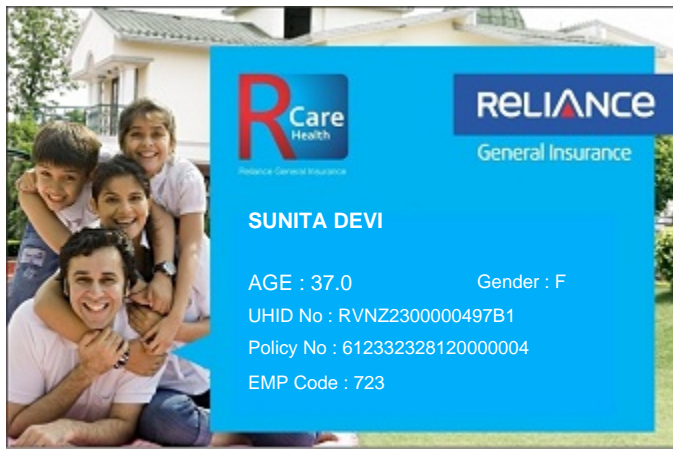 R Care
Health
Reliance General Insurance
RELIANCE
General Insurance
SUNITA DEVI
AGE : 37.0 Gender : F
UHID No : RVNZ2300000497B1
Policy No : 612332328120000004
EMP Code : 723